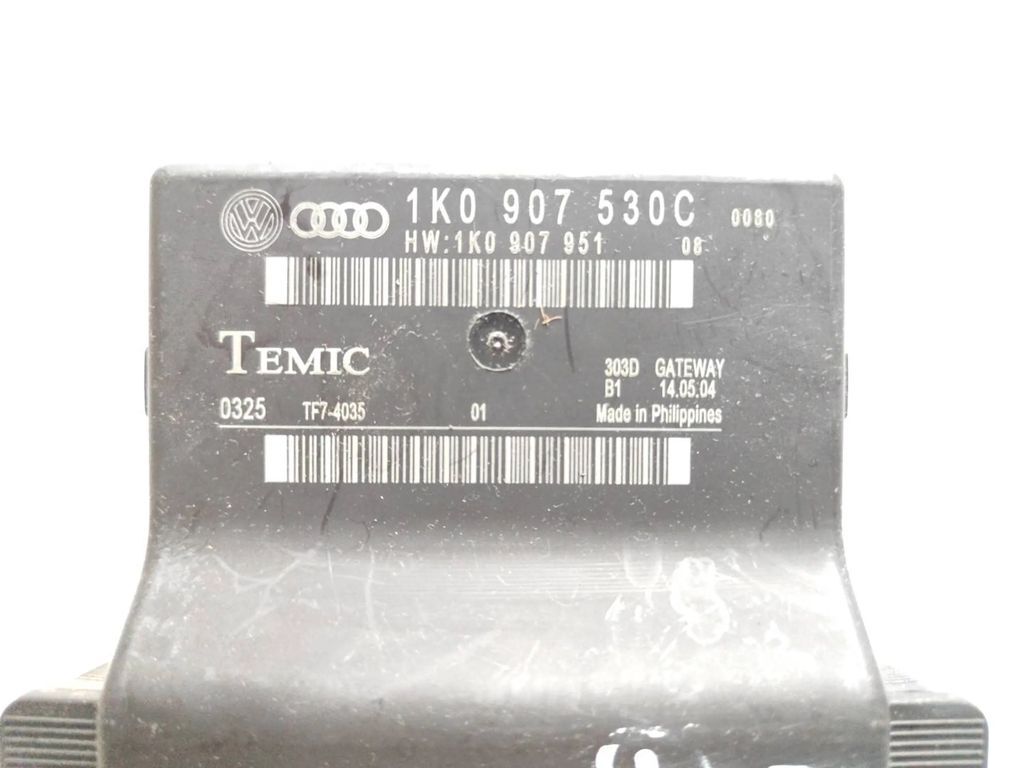 1K0 907 530C 0080
HW:1K0 907 951 08
TEMIC
303D GATEWAY
B1 14.05.04
0325 TF7-4035 01 Made in Philippines